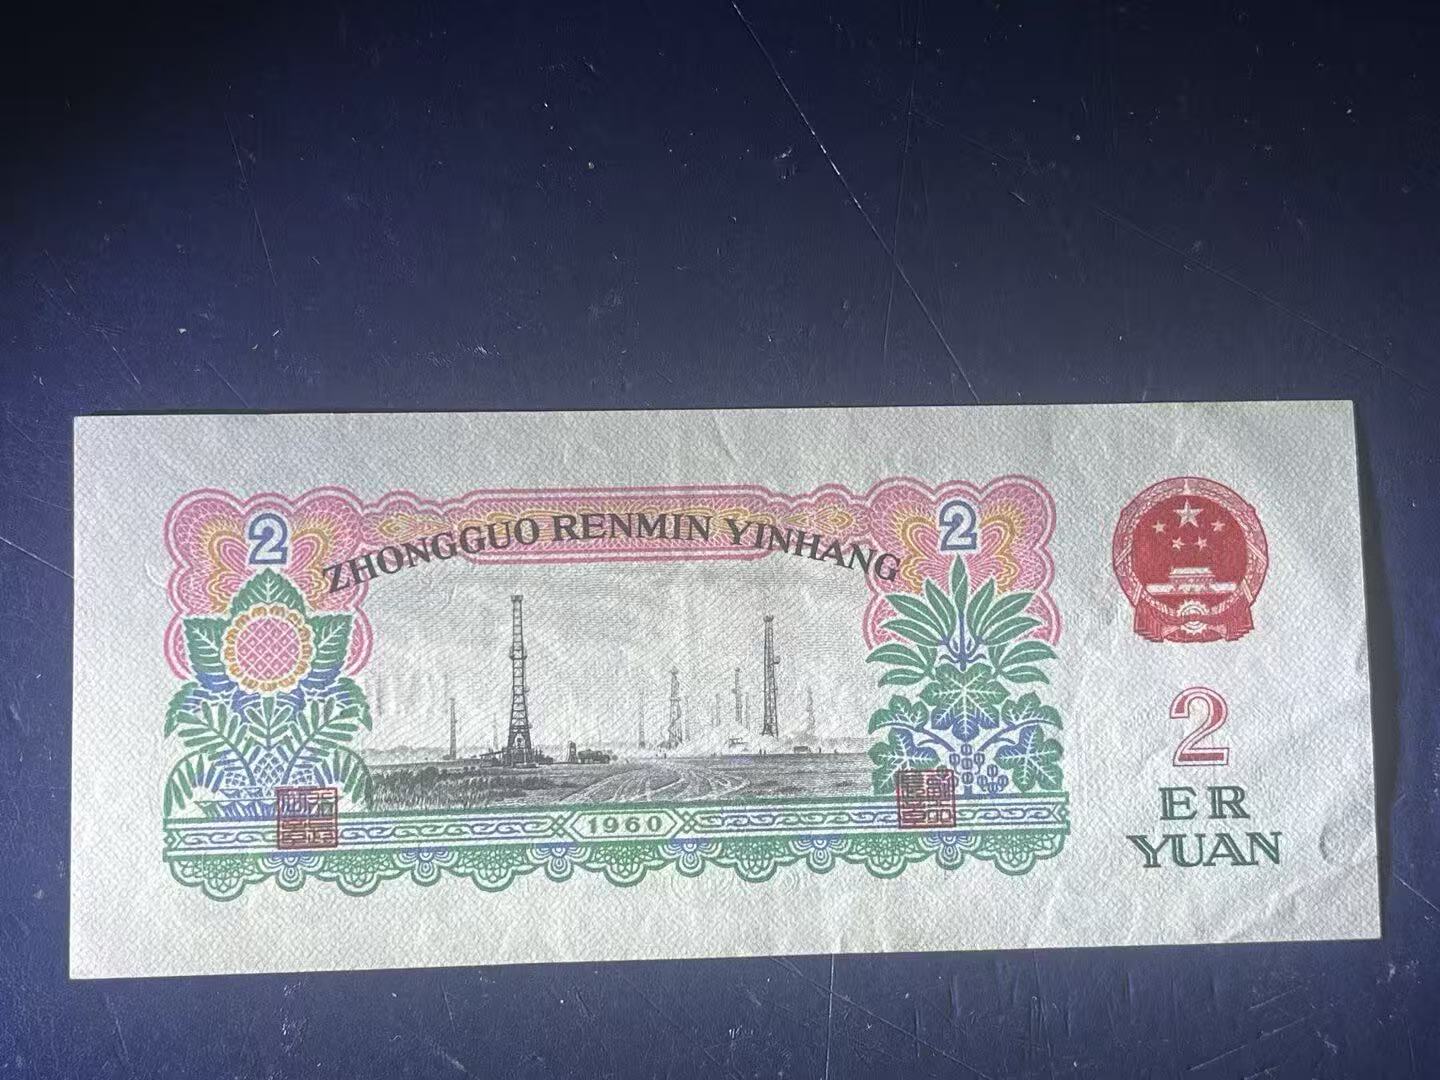 2
ZHONGGUO RENMIN YINHANG
2
1960
2
ER
YUAN